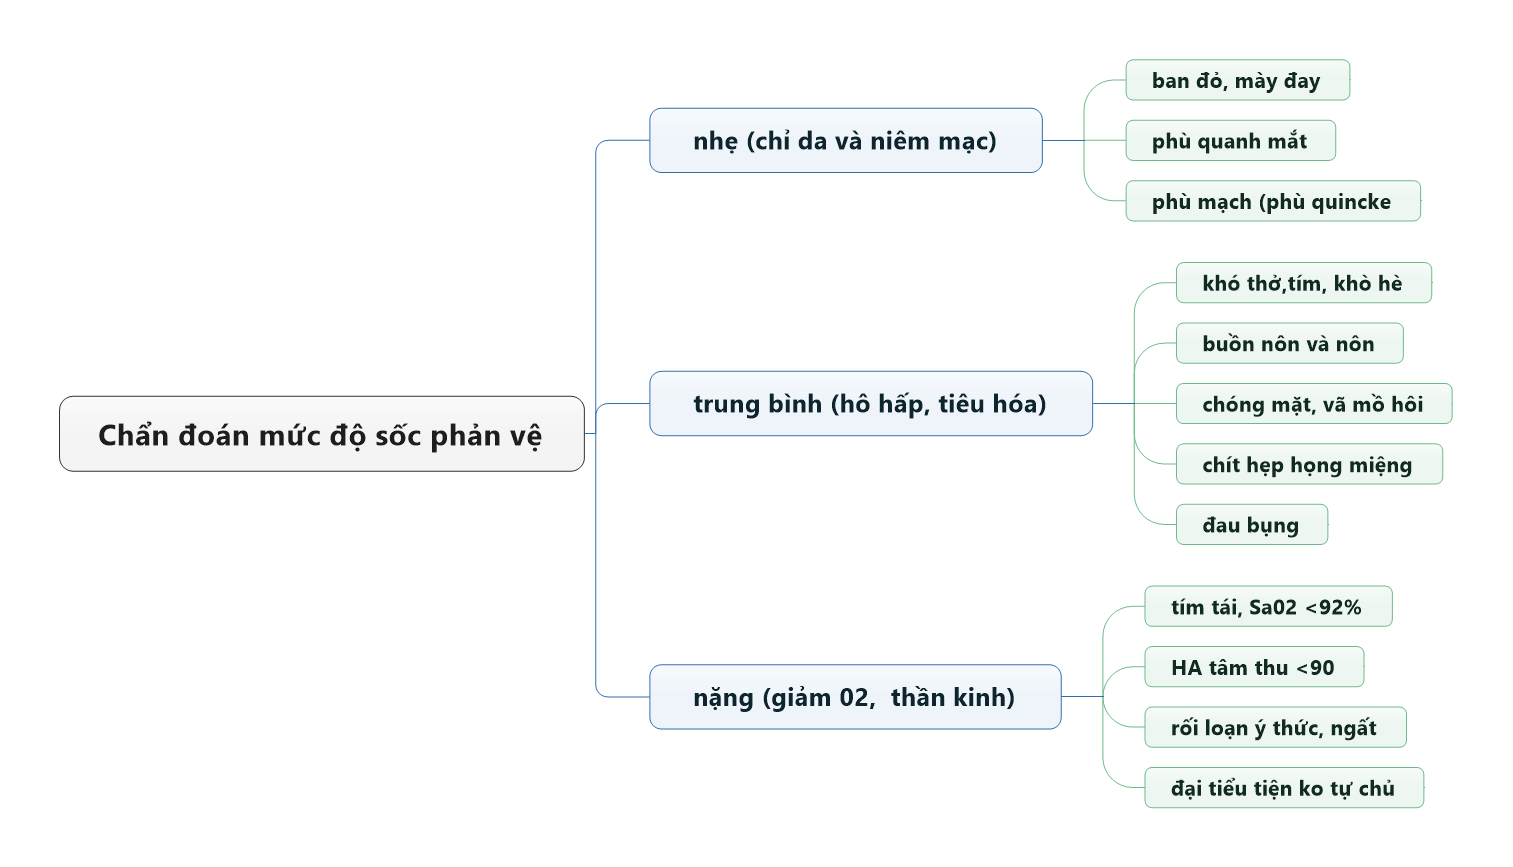 Chẩn đoán mức độ sốc phản vệ
nhẹ (chỉ da và niêm mạc)
ban đỏ, mày đay
phù quanh mắt
phù mạch (phù quincke
trung bình (hô hấp, tiêu hóa)
khó thở,tím, khò hè
buồn nôn và nôn
chóng mặt, vã mồ hôi
chít hẹp họng miệng
đau bụng
nặng (giảm 02,  thần kinh)
tím tái, Sa02 <92%
HA tâm thu <90
rối loạn ý thức, ngất
đại tiểu tiện ko tự chủ